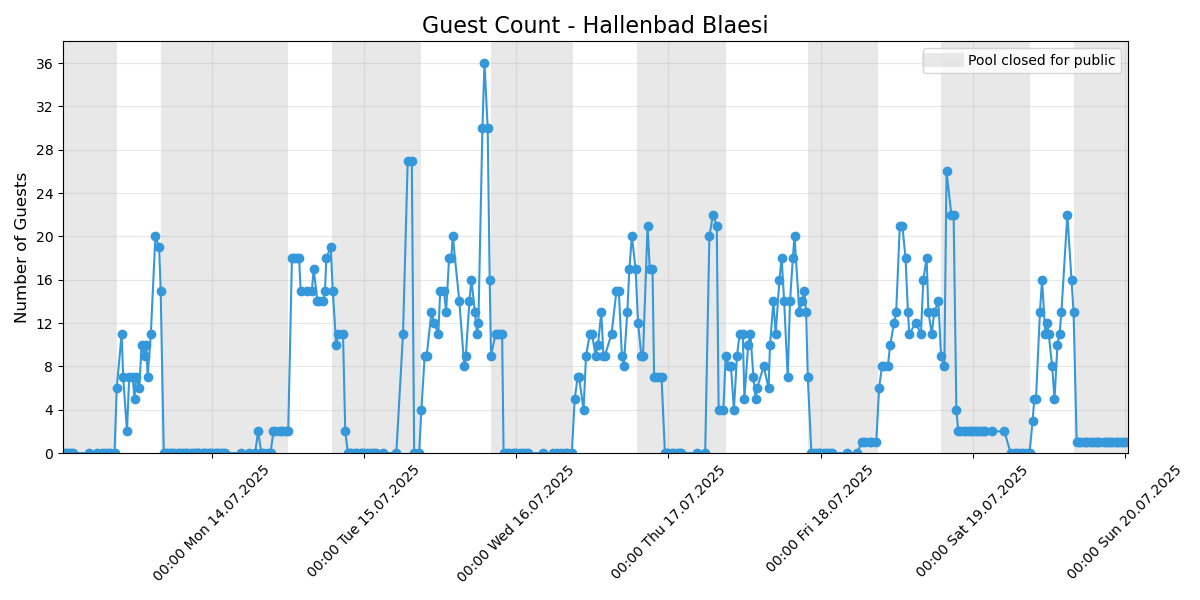 Guest Count - Hallenbad Blaesi
Pool closed for public
Number of Guests
36
32
28
24
20
16
12
8
4
0
00:00 Mon 14.07.2025
00:00 Tue 15.07.2025
00:00 Wed 16.07.2025
00:00 Thu 17.07.2025
00:00 Fri 18.07.2025
00:00 Sat 19.07.2025
00:00 Sun 20.07.2025